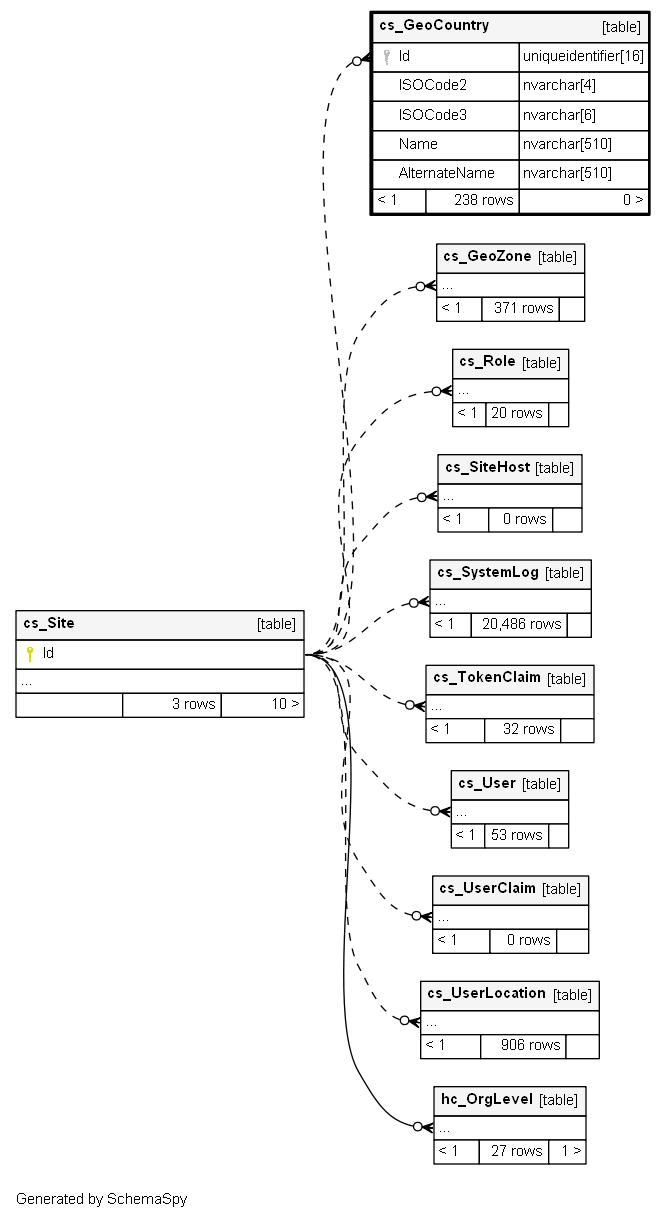 cs_GeoCountry [table]
Id uniqueidentifier[16]
ISOCode2 nvarchar[4]
ISOCode3 nvarchar[6]
Name nvarchar[510]
AlternateName nvarchar[510]
< 1 238 rows 0 >
cs_GeoZone [table]
...
< 1 371 rows
cs_Role [table]
...
< 1 20 rows
cs_SiteHost [table]
...
< 1 0 rows
cs_SystemLog [table]
...
< 1 20,486 rows
cs_Site [table]
Id
...
3 rows 10 >
cs_TokenClaim [table]
...
< 1 32 rows
cs_User [table]
...
< 1 53 rows
cs_UserClaim [table]
...
< 1 0 rows
cs_UserLocation [table]
...
< 1 906 rows
hc_OrgLevel [table]
...
< 1 27 rows 1 >
Generated by SchemaSpy